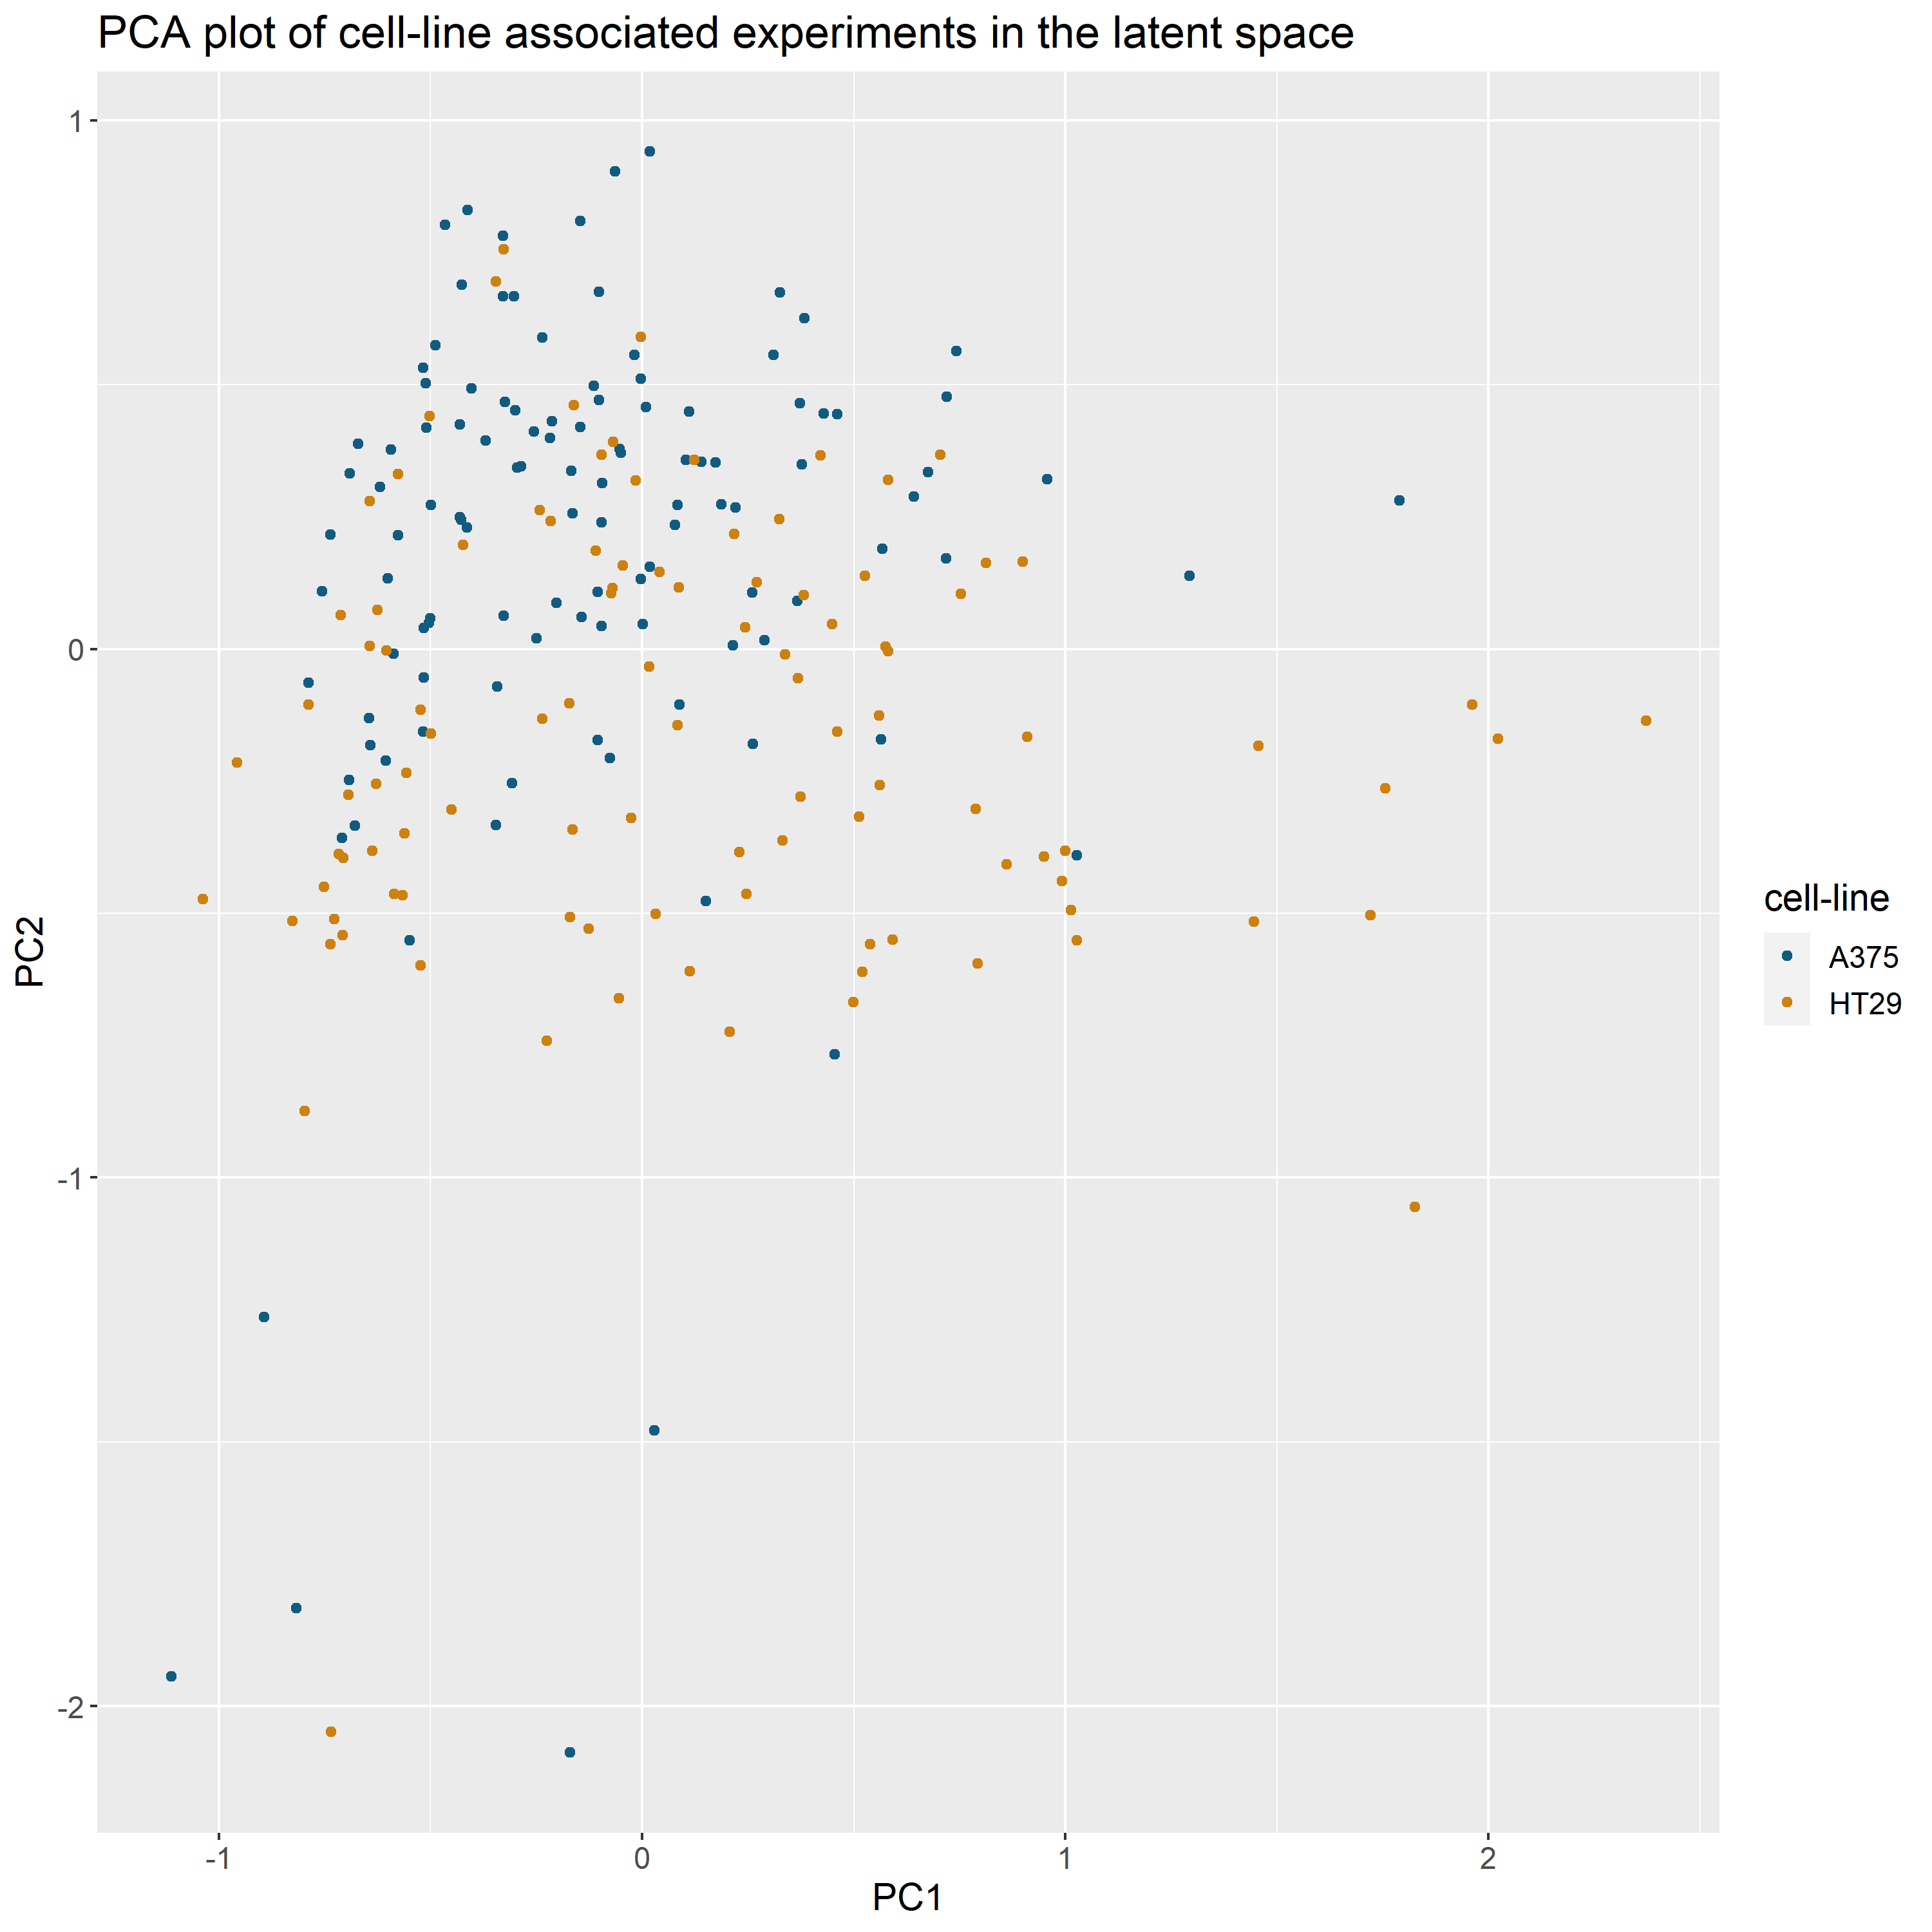 PCA plot of cell-line associated experiments in the latent space
1
0
-1
-2
PC2
-1
0
1
2
PC1
cell-line
A375
HT29